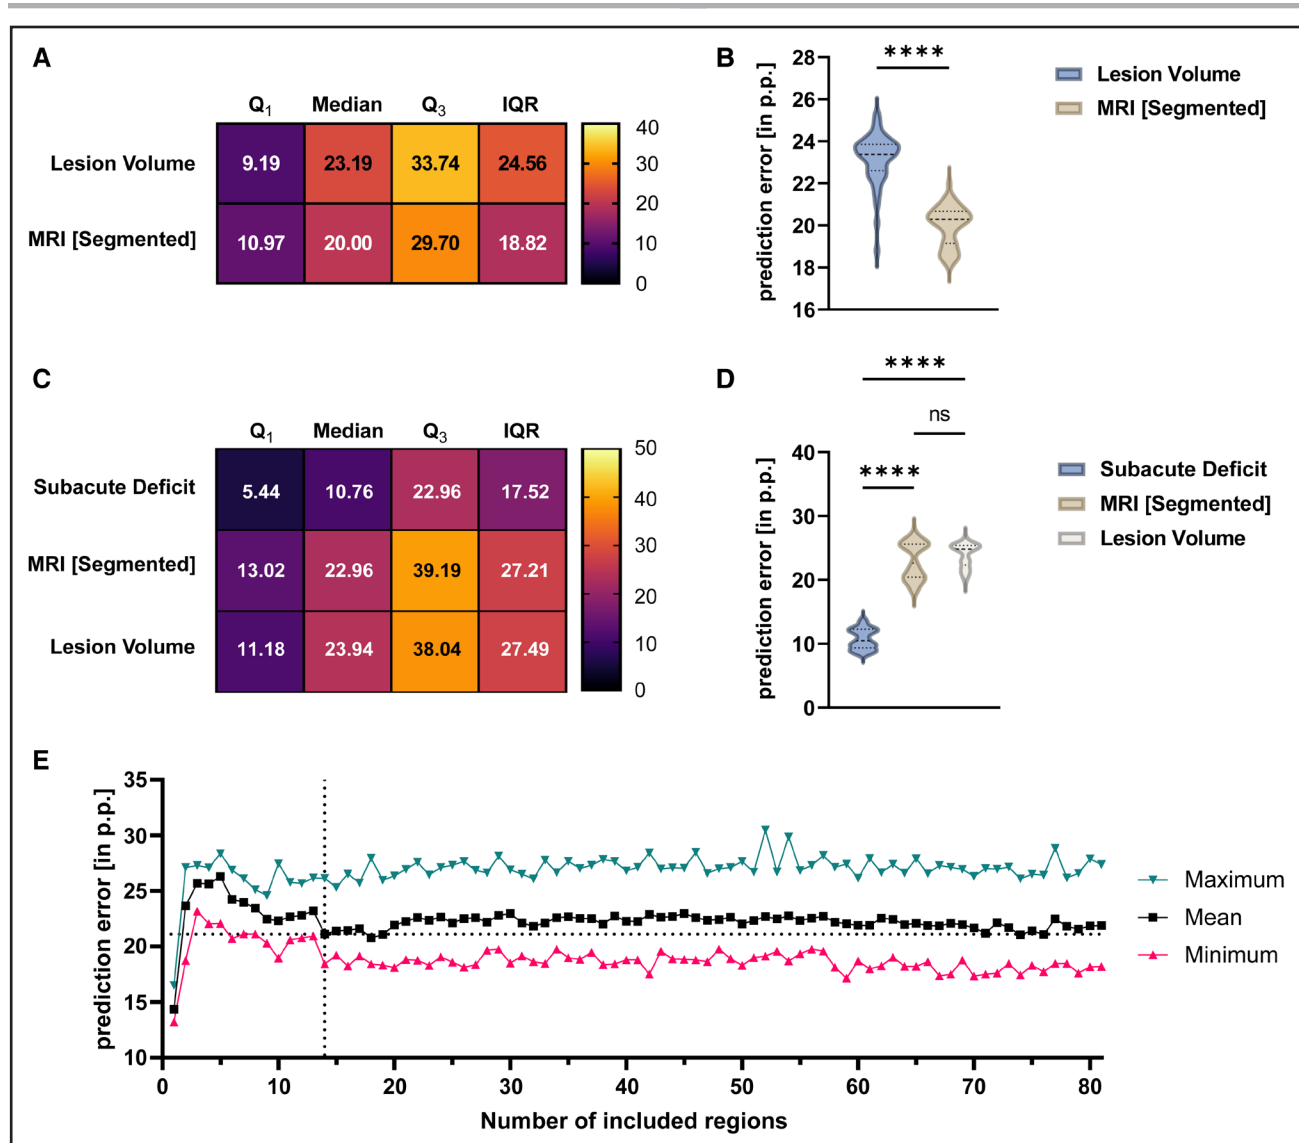 A
Q1 Median Q3 IQR
Lesion Volume 9.19 23.19 33.74 24.56
MRI [Segmented] 10.97 20.00 29.70 18.82
40
30
20
10
0
B
****
28
26
24
22
20
18
16
prediction error [in p.p.]
Lesion Volume
MRI [Segmented]
C
Q1 Median Q3 IQR
Subacute Deficit 5.44 10.76 22.96 17.52
MRI [Segmented] 13.02 22.96 39.19 27.21
Lesion Volume 11.18 23.94 38.04 27.49
50
40
30
20
10
0
D
****
ns
****
40
30
20
10
0
prediction error [in p.p.]
Subacute Deficit
MRI [Segmented]
Lesion Volume
E
35
30
25
20
15
10
prediction error [in p.p.]
0 10 20 30 40 50 60 70 80
Number of included regions
Maximum
Mean
Minimum